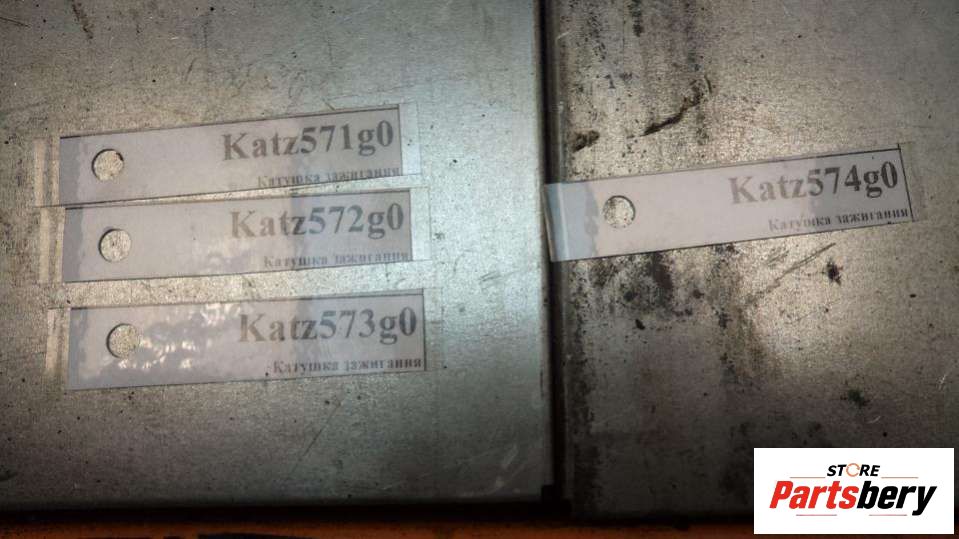 Katz571g0
Катушка зажигания
Katz572g0
Катушка зажигания
Katz573g0
Катушка зажигания
Katz574g0
Катушка зажигания
STORE
Partsbery